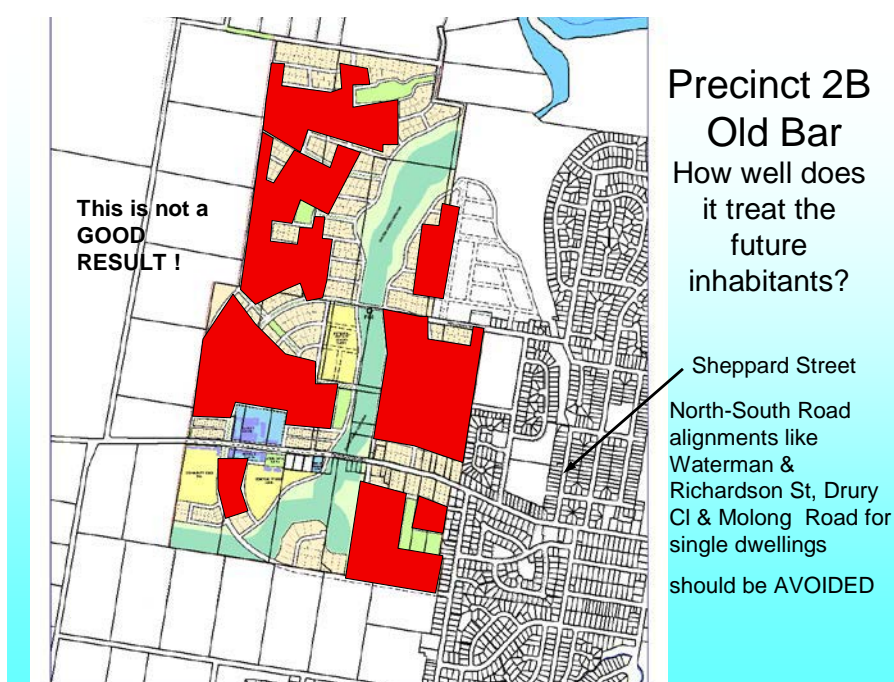 Precinct 2B
Old Bar
How well does
it treat the
future
inhabitants?
This is not a
GOOD
RESULT !
Sheppard Street
North-South Road
alignments like
Waterman &
Richardson St, Drury
Cl & Molong Road for
single dwellings
should be AVOIDED